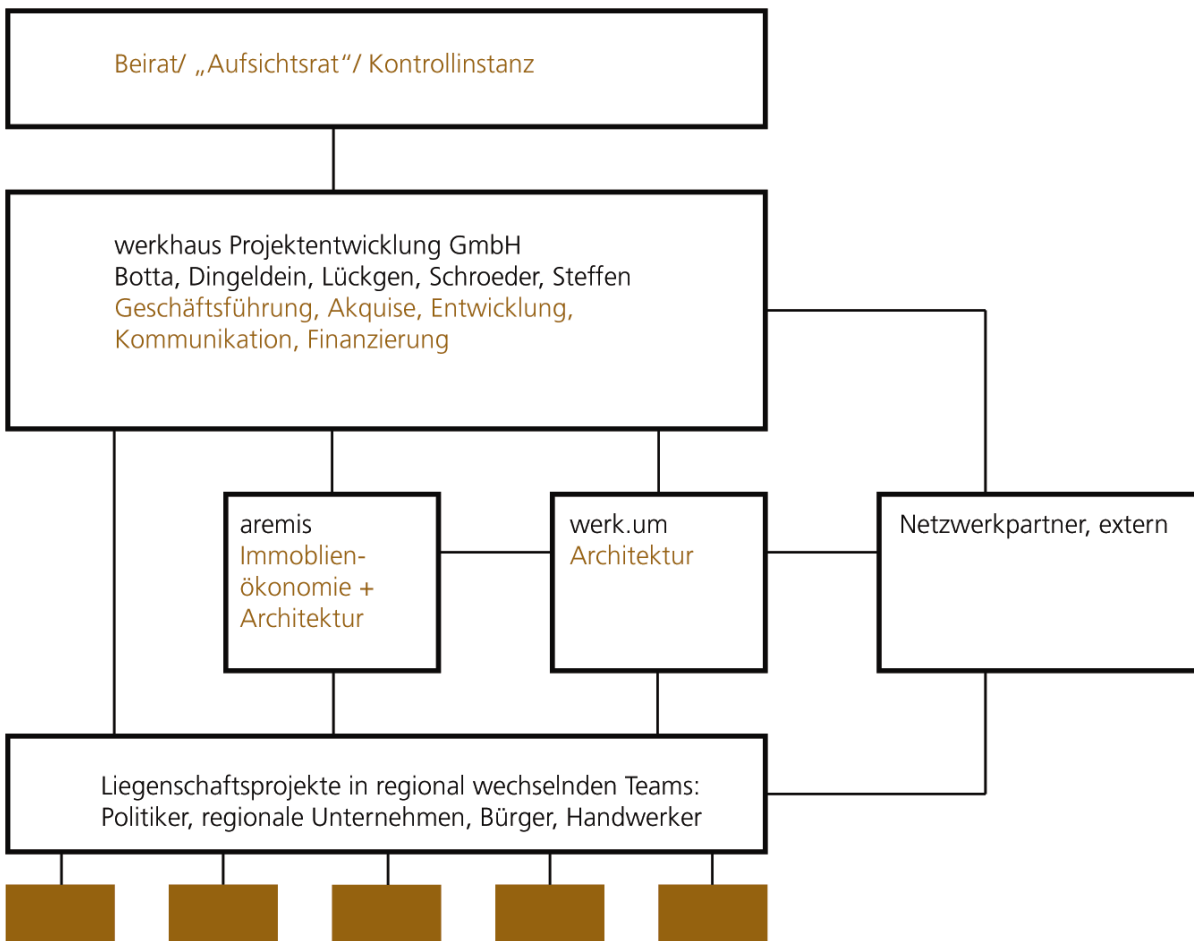 Beirat/ „Aufsichtsrat“/ Kontrollinstanz
werkhaus Projektentwicklung GmbH
Botta, Dingeldein, Lückgen, Schroeder, Steffen
Geschäftsführung, Akquise, Entwicklung,
Kommunikation, Finanzierung
aremis
Immoblien-
ökonomie +
Architektur
werk.um
Architektur
Netzwerkpartner, extern
Liegenschaftsprojekte in regional wechselnden Teams:
Politiker, regionale Unternehmen, Bürger, Handwerker